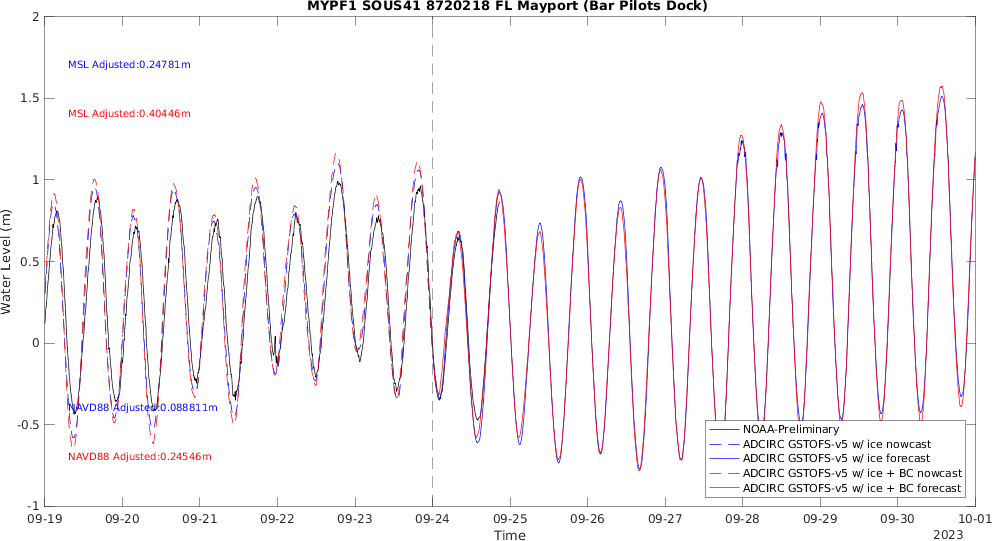 MYPF1 SOUS41 8720218 FL Mayport (Bar Pilots Dock)
2
1.5
1
0.5
0
-0.5
-1
Water Level (m)
MSL Adjusted:0.24781m
MSL Adjusted:0.40446m
NAVD88 Adjusted:0.088811m
NAVD88 Adjusted:0.24546m
NOAA-Preliminary
ADCIRC GSTOFS-v5 w/ ice nowcast
ADCIRC GSTOFS-v5 w/ ice forecast
ADCIRC GSTOFS-v5 w/ ice + BC nowcast
ADCIRC GSTOFS-v5 w/ ice + BC forecast
09-19 09-20 09-21 09-22 09-23 09-24 09-25 09-26 09-27 09-28 09-29 09-30 10-01
Time
2023